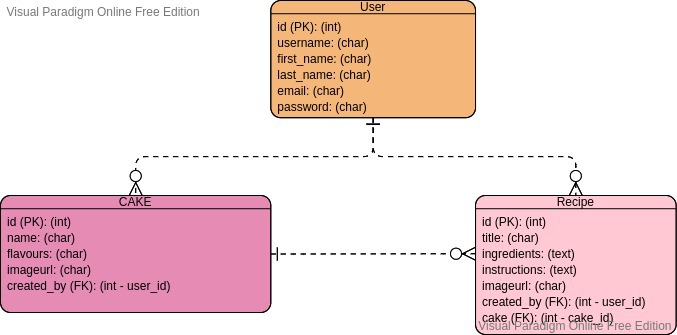 Visual Paradigm Online Free Edition
User
id (PK): (int)
username: (char)
first_name: (char)
last_name: (char)
email: (char)
password: (char)
CAKE
id (PK): (int)
name: (char)
flavours: (char)
imageurl: (char)
created_by (FK): (int - user_id)
Recipe
id (PK): (int)
title: (char)
ingredients: (text)
instructions: (text)
imageurl: (char)
created_by (FK): (int - user_id)
cake (FK): (int - cake_id)
Visual Paradigm Online Free Edition